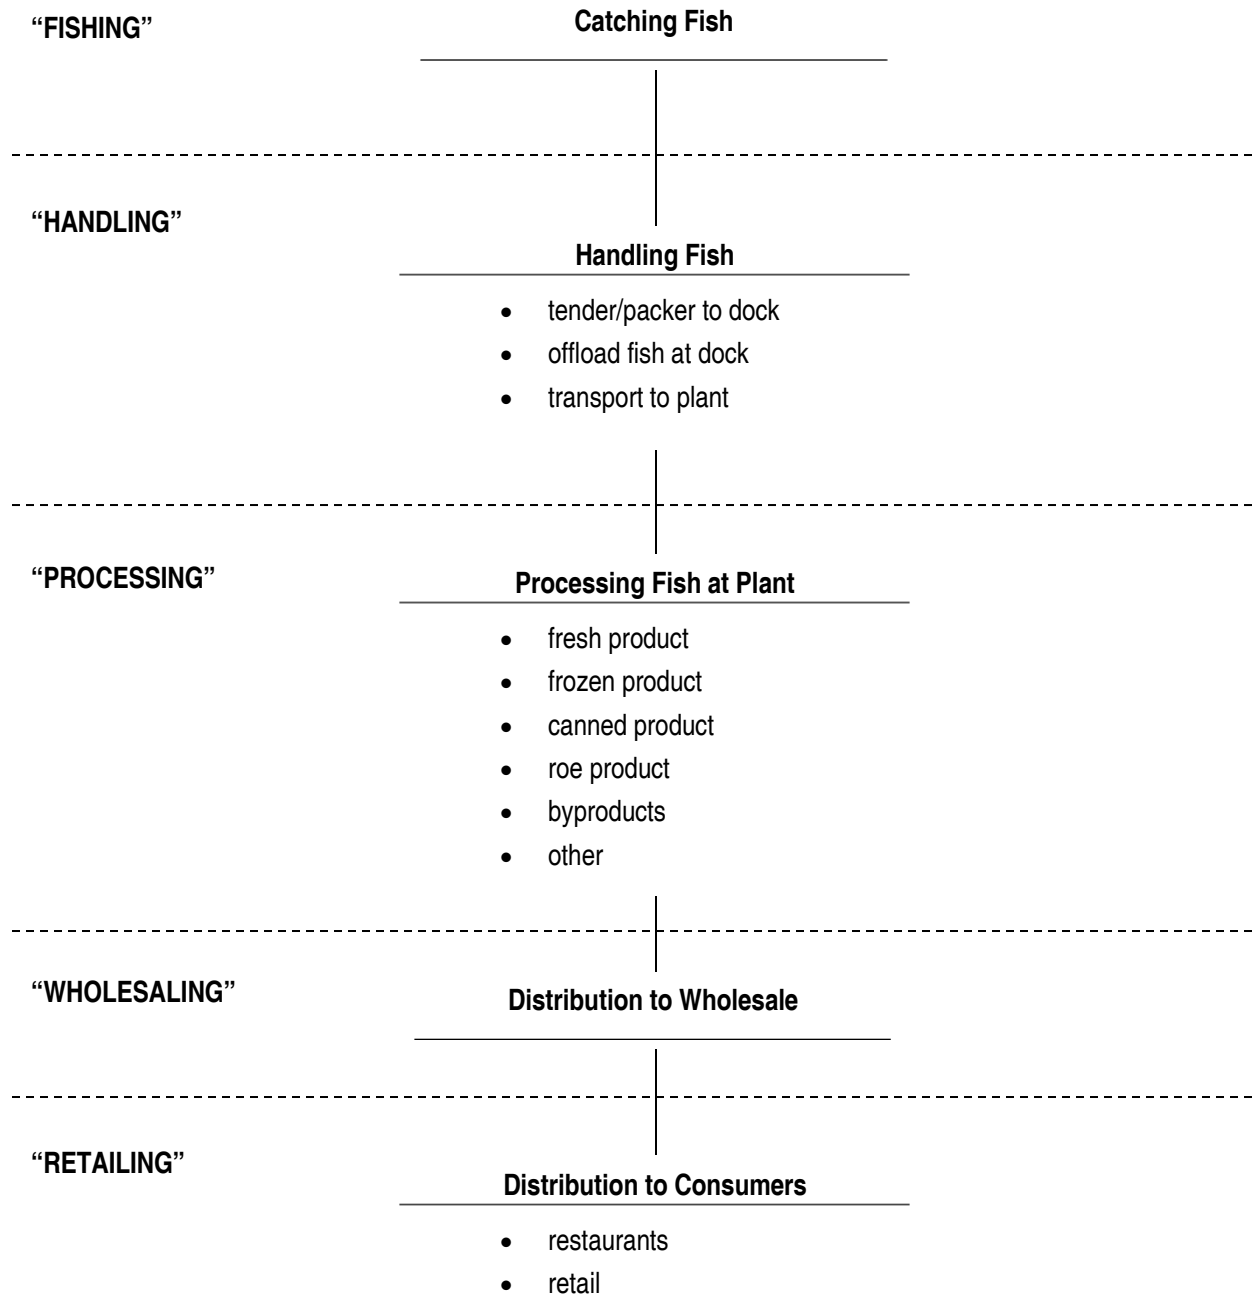 “FISHING”
Catching Fish
“HANDLING”
Handling Fish
• tender/packer to dock
• offload fish at dock
• transport to plant
“PROCESSING”
Processing Fish at Plant
• fresh product
• frozen product
• canned product
• roe product
• byproducts
• other
“WHOLESALING”
Distribution to Wholesale
“RETAILING”
Distribution to Consumers
• restaurants
• retail